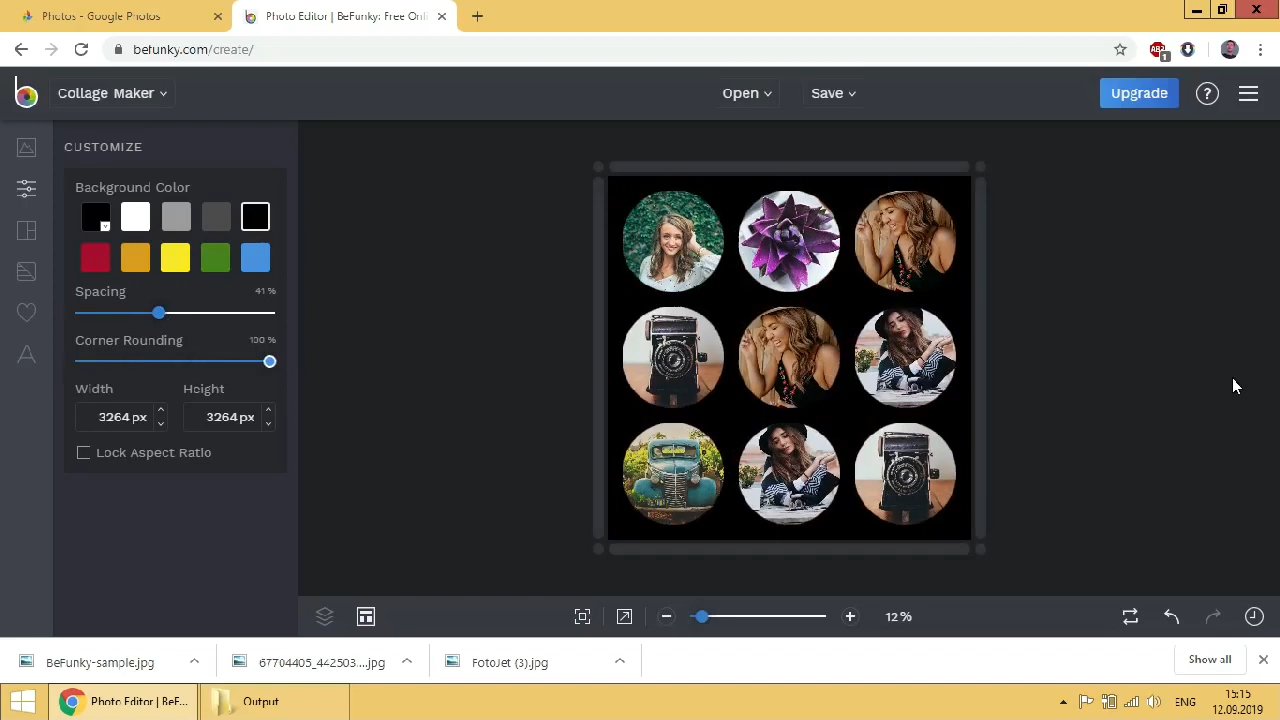 Photos - Google Photos
Photo Editor | BeFunky: Free Onli
befunky.com/create/
1
Collage Maker
Open
Save
Upgrade
?
CUSTOMIZE
Background Color
Spacing
41 %
Corner Rounding
100 %
Width
Height
3264 px
3264 px
Lock Aspect Ratio
12 %
BeFunky-sample.jpg
67704405_442503....jpg
FotoJet (3).jpg
Show all
Photo Editor | BeF...
Output
ENG
15:15
12.09.2019